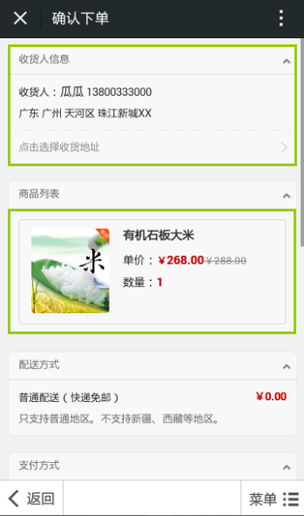 确认下单
收货人信息
收货人：瓜瓜 13800333000
广东 广州 天河区 珠江新城XX
点击选择收货地址
商品列表
米
有机石板大米
单价：¥268.00 ¥288.00
数量：1
配送方式
普通配送（快递免邮） ¥0.00
只支持普通地区。不支持新疆、西藏等地区。
支付方式
返回 菜单